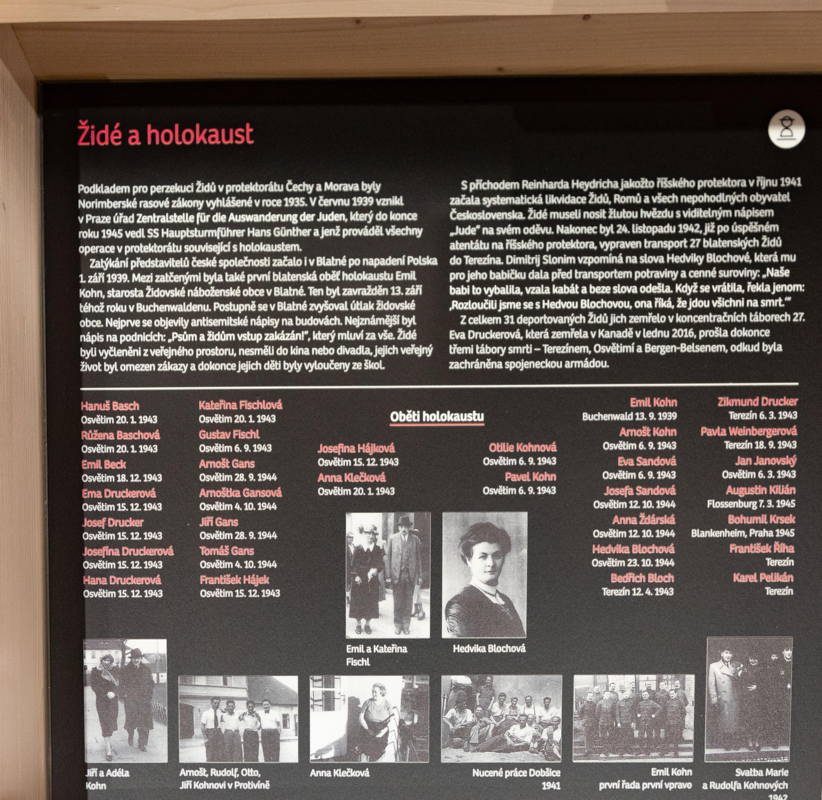 Židé a holokaust
Podkladem pro perzekuci Židů v protektorátu Čechy a Morava byly
Norimberské rasové zákony vyhlášené v roce 1935. V červnu 1939 vznikl
v Praze úřad Zentralstelle für die Auswanderung der Juden, který do konce
roku 1945 vedl SS Hauptsturmführer Hans Günther a jenž prováděl všechny
operace v protektorátu související s holokaustem.
Zatýkání představitelů české společnosti začalo i v Blatné po napadení Polska
1. září 1939. Mezi zatčenými byla také první blatenská oběť holokaustu Emil
Kohn, starosta Židovské náboženské obce v Blatné. Ten byl zavražděn 13. září
téhož roku v Buchenwaldenu. Postupně se v Blatné zvyšoval útlak židovské
obce. Nejprve se objevily antisemitské nápisy na budovách. Nejznámější byl
nápis na podnicích: „Psům a židům vstup zakázán!", který mluví za vše. Židé
byli vyčleněni z veřejného prostoru, nesměli do kina nebo divadla, jejich veřejný
život byl omezen zákazy a dokonce jejich děti byly vyloučeny ze škol.
S příchodem Reinharda Heydricha jakožto říšského protektora v říjnu 1941
začala systematická likvidace Židů, Romů a všech nepohodlných obyvatel
Československa. Židé museli nosit žlutou hvězdu s viditelným nápisem
„Jude" na svém oděvu. Nakonec byl 24. listopadu 1942, již po úspěšném
atentátu na říšského protektora, vypraven transport 27 blatenských Židů
do Terezína. Dimitrij Slonim vzpomíná na slova Hedviky Blochové, která mu
pro jeho babičku dala před transportem potraviny a cenné suroviny: „Naše
babi to vybalila, vzala kabát a beze slova odešla. Když se vrátila, řekla jenom:
‚Rozloučili jsme se s Hedvou Blochovou, ona říká, že jdou všichni na smrt.'"
Z celkem 31 deportovaných Židů jich zemřelo v koncentračních táborech 27.
Eva Druckerová, která zemřela v Kanadě v lednu 2016, prošla dokonce
třemi tábory smrti – Terezínem, Osvětimí a Bergen-Belsenem, odkud byla
zachráněna spojeneckou armádou.
Oběti holokaustu
Hanuš Basch
Osvětim 20. 1. 1943
Růžena Baschová
Osvětim 20. 1. 1943
Emil Beck
Osvětim 18. 12. 1943
Ema Druckerová
Osvětim 15. 12. 1943
Josef Drucker
Osvětim 15. 12. 1943
Josefína Druckerová
Osvětim 15. 12. 1943
Hana Druckerová
Osvětim 15. 12. 1943
Kateřina Fischlová
Osvětim 20. 1. 1943
Gustav Fischl
Osvětim 6. 9. 1943
Arnošt Gans
Osvětim 28. 9. 1944
Arnoštka Gansová
Osvětim 4. 10. 1944
Jiří Gans
Osvětim 28. 9. 1944
Tomáš Gans
Osvětim 4. 10. 1944
František Hájek
Osvětim 15. 12. 1943
Josefina Hájková
Osvětim 15. 12. 1943
Anna Klečková
Osvětim 20. 1. 1943
Otilie Kohnová
Osvětim 6. 9. 1943
Pavel Kohn
Osvětim 6. 9. 1943
Emil Kohn
Buchenwald 13. 9. 1939
Arnošt Kohn
Osvětim 6. 9. 1943
Eva Sandová
Osvětim 6. 9. 1943
Josefa Sandová
Osvětim 12. 10. 1944
Anna Žďárská
Osvětim 12. 10. 1944
Hedvika Blochová
Osvětim 23. 10. 1944
Bedřich Bloch
Terezín 12. 4. 1943
Zikmund Drucker
Terezín 6. 3. 1943
Pavla Weinbergerová
Terezín 18. 9. 1943
Jan Janovský
Osvětim 6. 3. 1943
Augustin Kilián
Flossenburg 7. 3. 1945
Bohumil Krsek
Blankenheim, Praha 1945
František Říha
Terezín
Karel Pelikán
Terezín
Emil a Kateřina
Fischl
Hedvika Blochová
Jiří a Adéla
Kohn
Arnošt, Rudolf, Otto,
Jiří Kohnovi v Protivíně
Anna Klečková
Nucené práce Dobšice
1941
Emil Kohn
první řada první vpravo
Svatba Marie
a Rudolfa Kohnových
1942